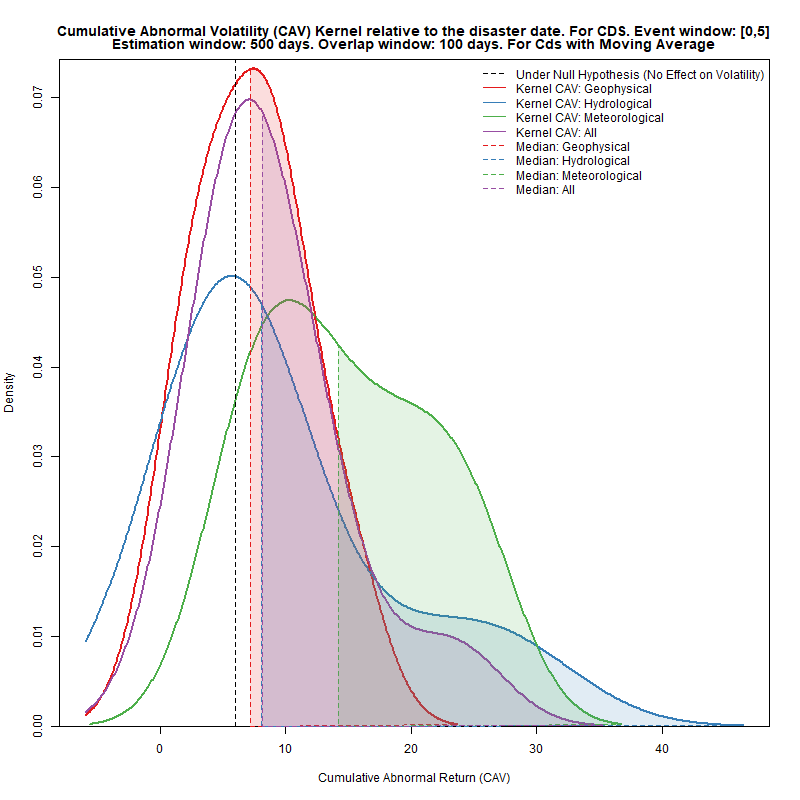 Cumulative Abnormal Volatility (CAV) Kernel relative to the disaster date. For CDS. Event window: [0,5]
Estimation window: 500 days. Overlap window: 100 days. For Cds with Moving Average
Under Null Hypothesis (No Effect on Volatility)
Kernel CAV: Geophysical
Kernel CAV: Hydrological
Kernel CAV: Meteorological
Kernel CAV: All
Median: Geophysical
Median: Hydrological
Median: Meteorological
Median: All
Density
0.07
0.06
0.05
0.04
0.03
0.02
0.01
0.00
0
10
20
30
40
Cumulative Abnormal Return (CAV)